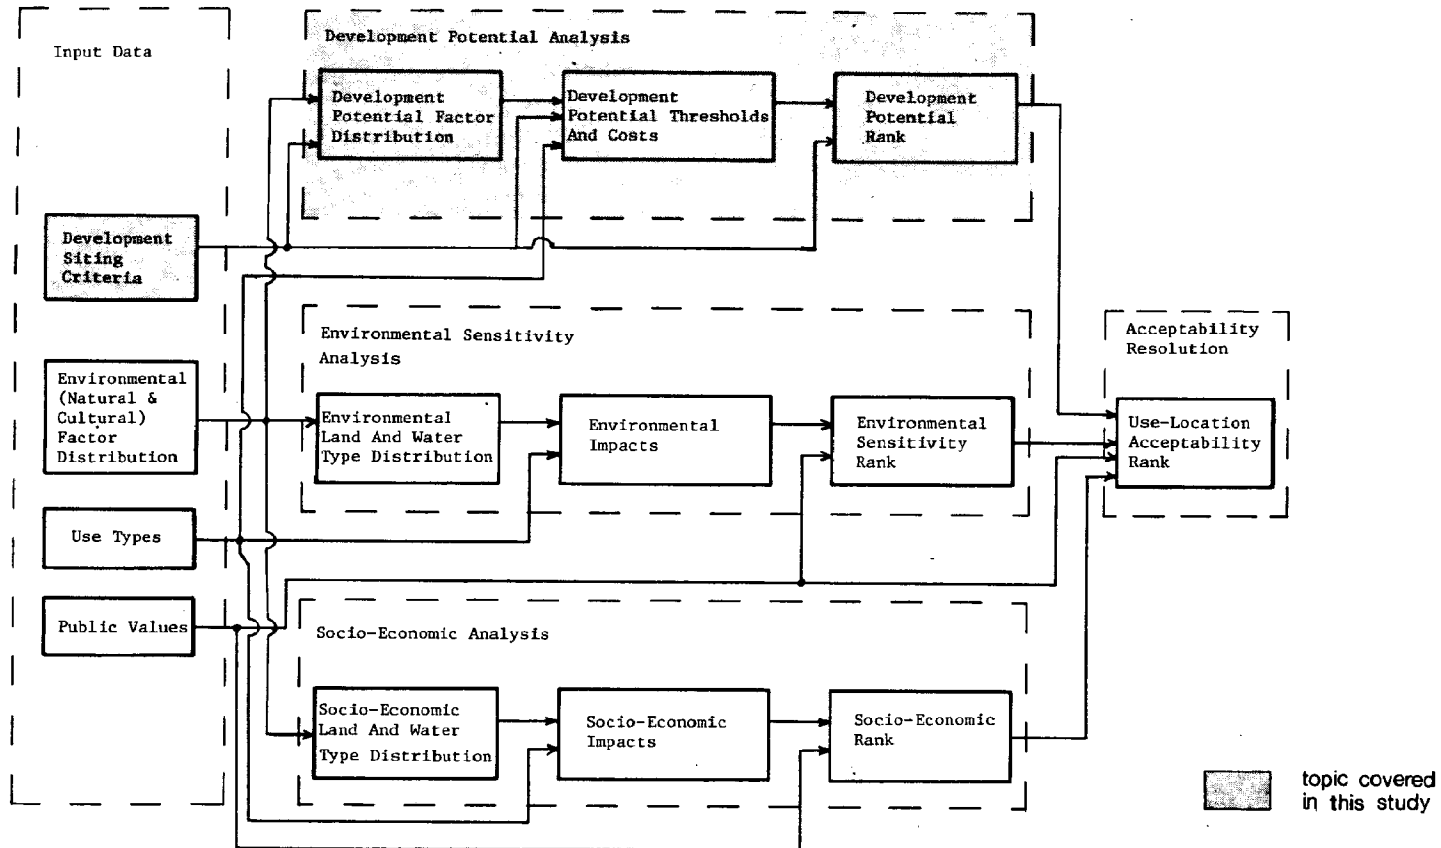 Input Data
Development
Siting
Criteria
Environmental
(Natural &
Cultural)
Factor
Distribution
Use Types
Public Values
Development Potential Analysis
Development
Potential Factor
Distribution
Development
Potential Thresholds
And Costs
Development
Potential
Rank
Environmental Sensitivity
Analysis
Environmental
Land And Water
Type Distribution
Environmental
Impacts
Environmental
Sensitivity
Rank
Socio-Economic Analysis
Socio-Economic
Land And Water
Type Distribution
Socio-Economic
Impacts
Socio-Economic
Rank
Acceptability
Resolution
Use-Location
Acceptability
Rank
topic covered
in this study